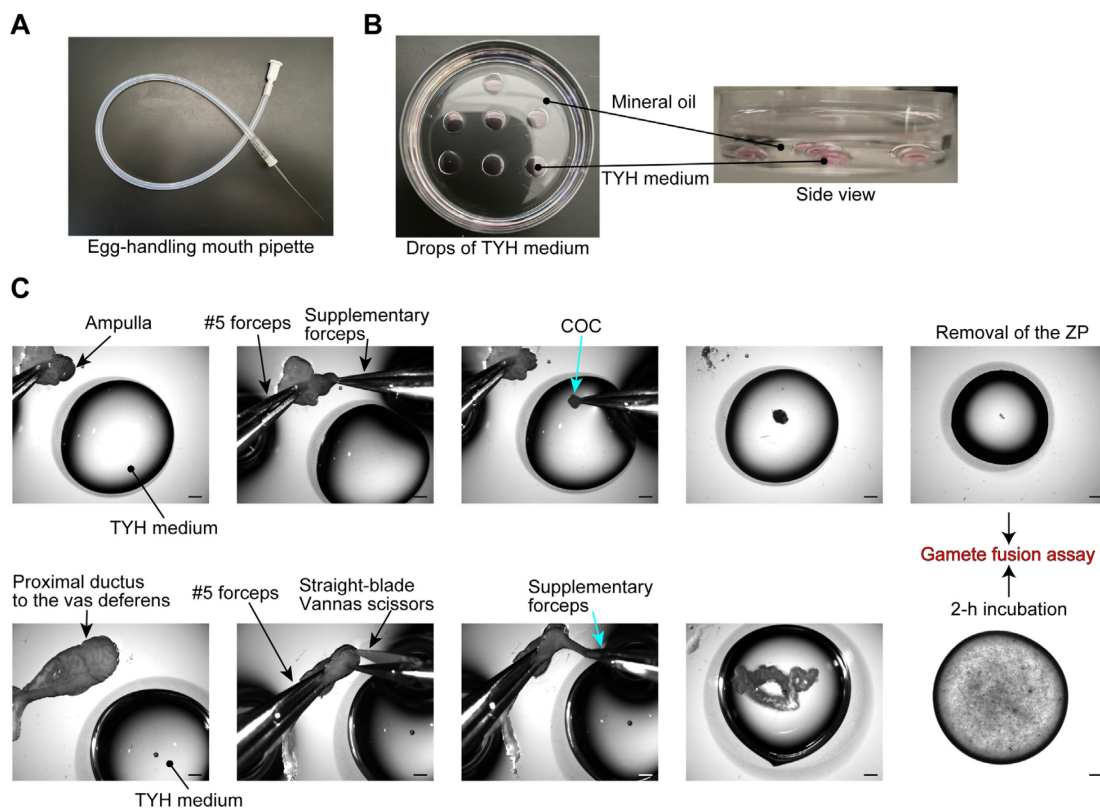 A
B
Mineral oil
TYH medium
Egg-handling mouth pipette
Drops of TYH medium
Side view
C
Ampulla
#5 forceps
Supplementary
forceps
COC
Removal of the ZP
TYH medium
Gamete fusion assay
Proximal ductus
to the vas deferens
#5 forceps
Straight-blade
Vannas scissors
Supplementary
forceps
2-h incubation
TYH medium